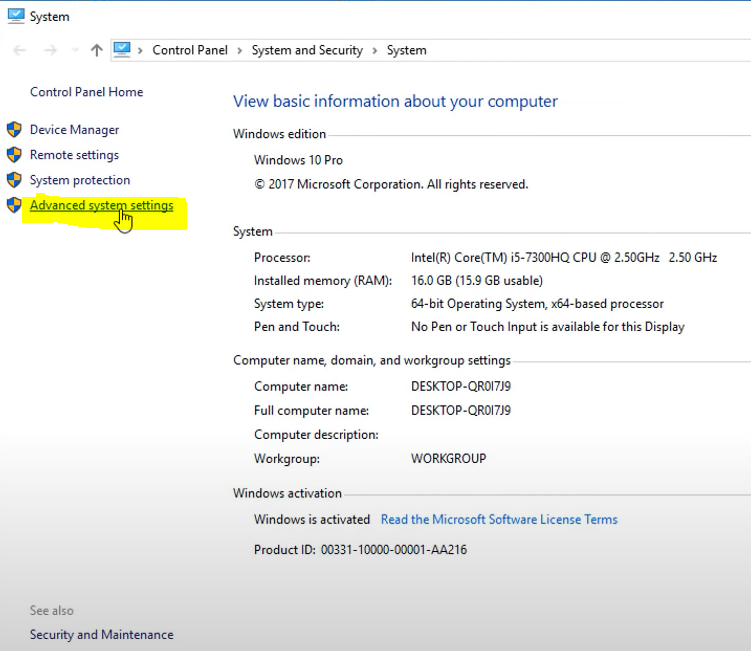 System
Control Panel > System and Security > System
Control Panel Home
Device Manager
Remote settings
System protection
Advanced system settings
View basic information about your computer
Windows edition
Windows 10 Pro
© 2017 Microsoft Corporation. All rights reserved.
System
Processor: Intel(R) Core(TM) i5-7300HQ CPU @ 2.50GHz 2.50 GHz
Installed memory (RAM): 16.0 GB (15.9 GB usable)
System type: 64-bit Operating System, x64-based processor
Pen and Touch: No Pen or Touch Input is available for this Display
Computer name, domain, and workgroup settings
Computer name: DESKTOP-QR0I7J9
Full computer name: DESKTOP-QR0I7J9
Computer description:
Workgroup: WORKGROUP
Windows activation
Windows is activated Read the Microsoft Software License Terms
Product ID: 00331-10000-00001-AA216
See also
Security and Maintenance